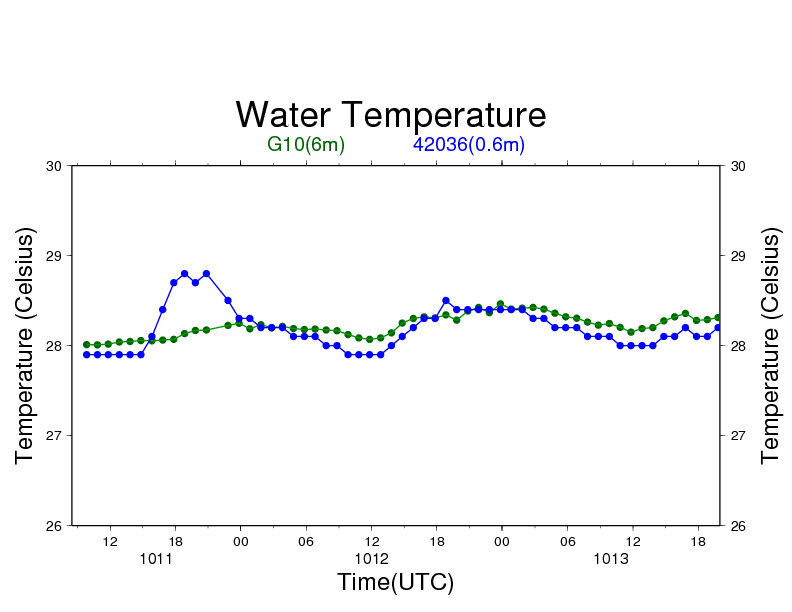 Water Temperature
G10(6m) 42036(0.6m)
30 30
29 29
28 28
27 27
26 26
Temperature (Celsius)
Temperature (Celsius)
12 18 00 06 12 18 00 06 12 18
1011 1012 1013
Time(UTC)